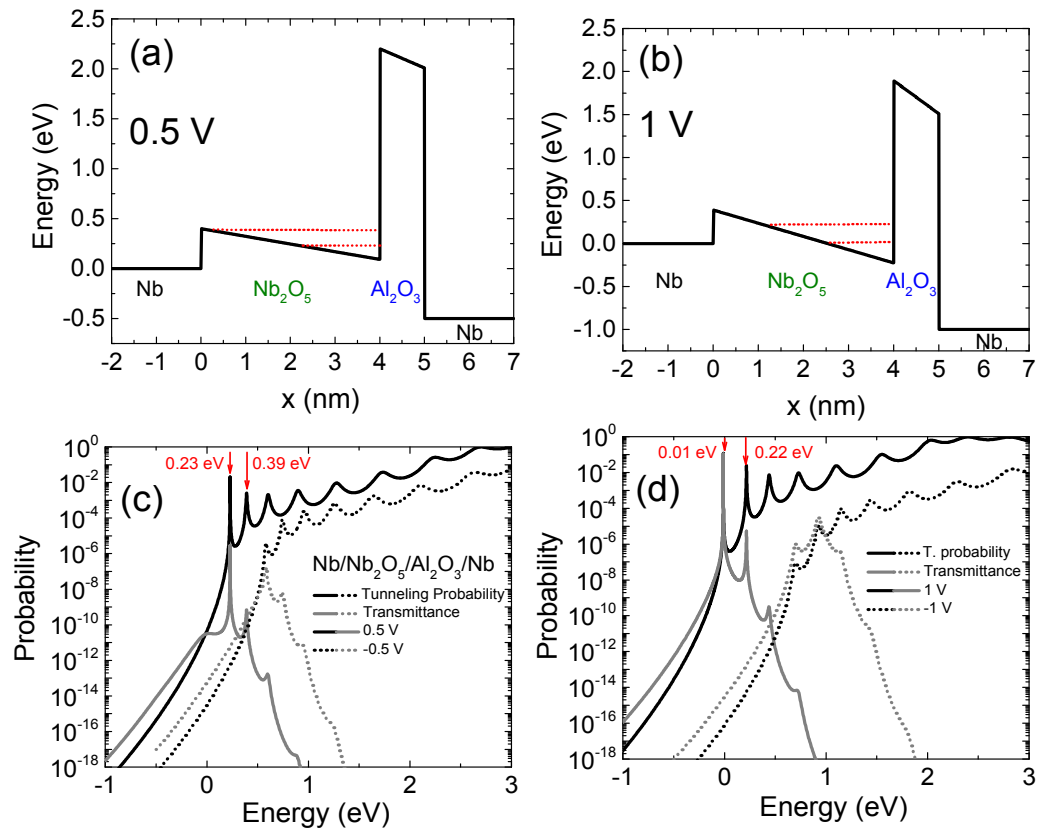 (a)
0.5 V
2.5
2.0
1.5
1.0
0.5
0.0
-0.5
Energy (eV)
Nb
Nb₂O₅
Al₂O₃
Nb
-2 -1 0 1 2 3 4 5 6 7
x (nm)
(b)
1 V
2.5
2.0
1.5
1.0
0.5
0.0
-0.5
-1.0
Energy (eV)
Nb
Nb₂O₅
Al₂O₃
Nb
-2 -1 0 1 2 3 4 5 6 7
x (nm)
(c)
0.23 eV
0.39 eV
10⁰
10⁻²
10⁻⁴
10⁻⁶
10⁻⁸
10⁻¹⁰
10⁻¹²
10⁻¹⁴
10⁻¹⁶
10⁻¹⁸
Probability
Nb/Nb₂O₅/Al₂O₃/Nb
Tunneling Probability
Transmittance
0.5 V
-0.5 V
-1 0 1 2 3
Energy (eV)
(d)
0.01 eV
0.22 eV
10⁰
10⁻²
10⁻⁴
10⁻⁶
10⁻⁸
10⁻¹⁰
10⁻¹²
10⁻¹⁴
10⁻¹⁶
10⁻¹⁸
Probability
T. probability
Transmittance
1 V
-1 V
-1 0 1 2 3
Energy (eV)